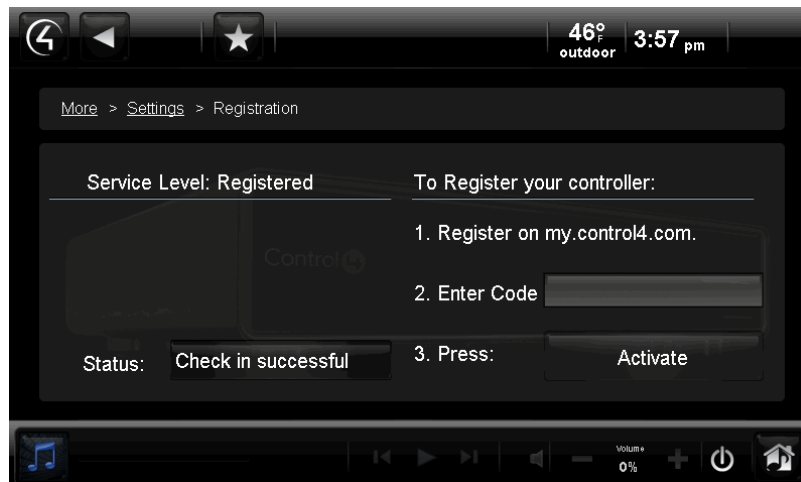 46°F
outdoor
3:57 pm
More > Settings > Registration
Service Level: Registered
To Register your controller:
1. Register on my.control4.com.
Control4
2. Enter Code
Status: Check in successful
3. Press: Activate
Volume
0%